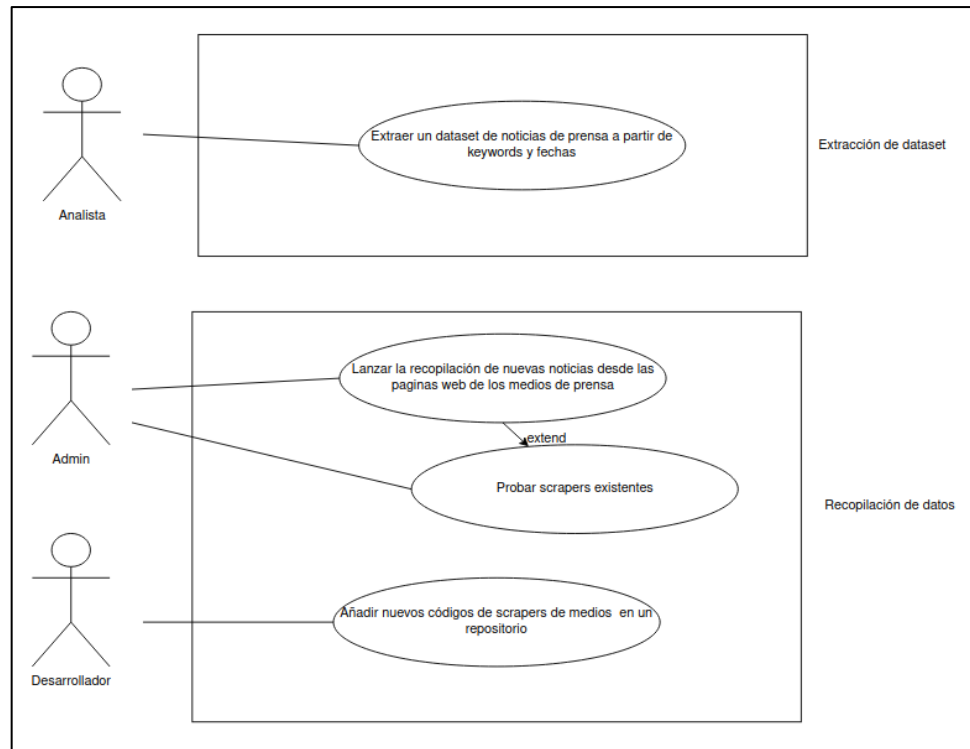 Extraer un dataset de noticias de prensa a partir de
keywords y fechas
Extracción de dataset
Analista
Lanzar la recopilación de nuevas noticias desde las
paginas web de los medios de prensa
extend
Admin
Probar scrapers existentes
Recopilación de datos
Añadir nuevos códigos de scrapers de medios en un
repositorio
Desarrollador